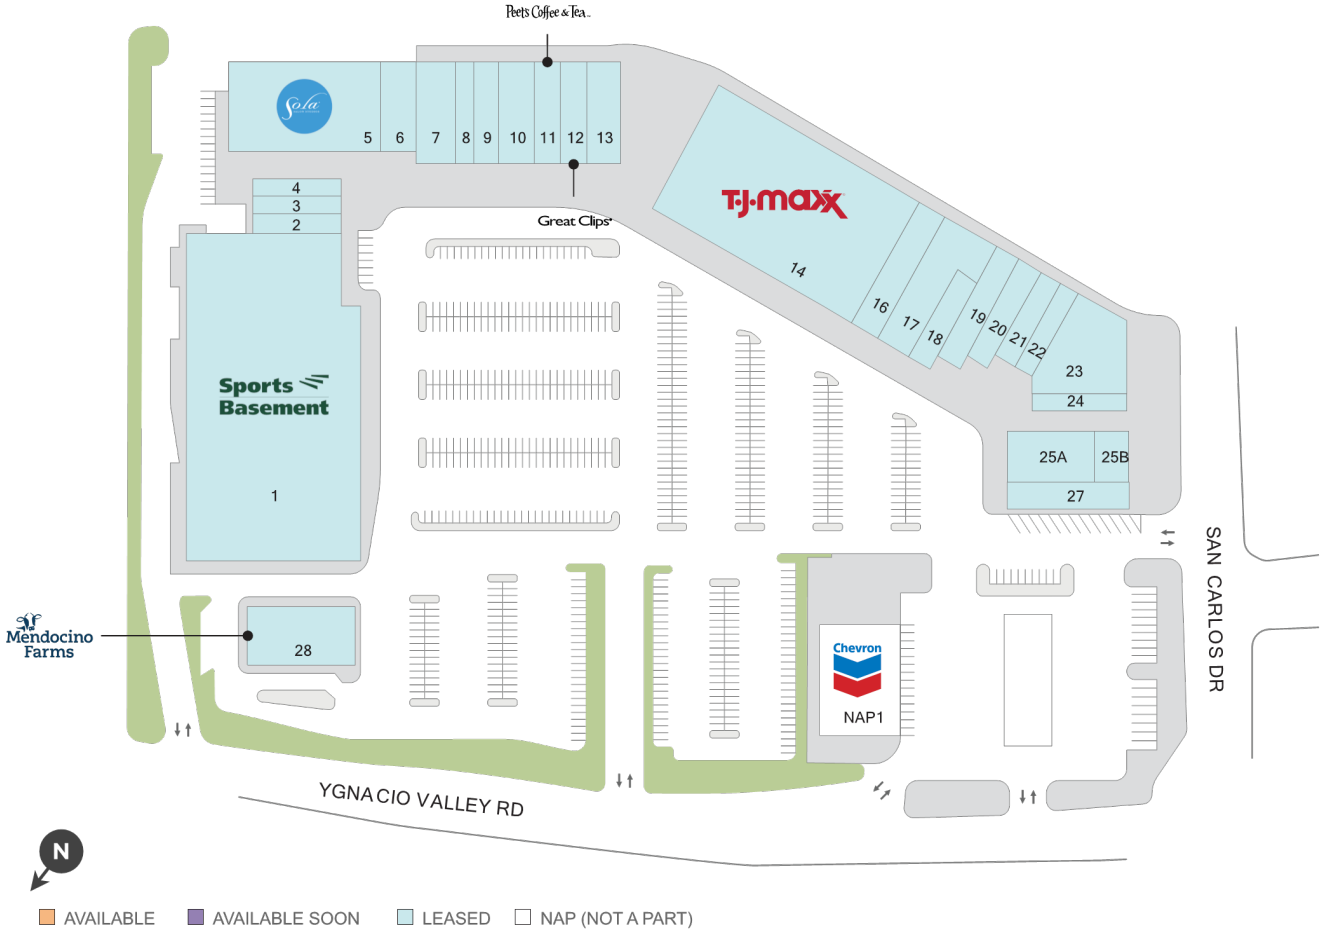 Peet's Coffee & Tea
Sola
5
6
7
8
9
10
11
12
13
4
3
2
Great Clips
T·J·maxx
14
16
17
18
19
20
21
22
23
24
25A
25B
27
Sports
Basement
1
SAN CARLOS DR
Mendocino
Farms
28
Chevron
NAP1
YGNACIO VALLEY RD
N
AVAILABLE
AVAILABLE SOON
LEASED
NAP (NOT A PART)